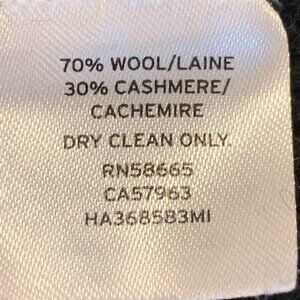 70% WOOL/LAINE
30% CASHMERE/
CACHEMIRE
DRY CLEAN ONLY.
RN58665
CA57963
HA368583MI